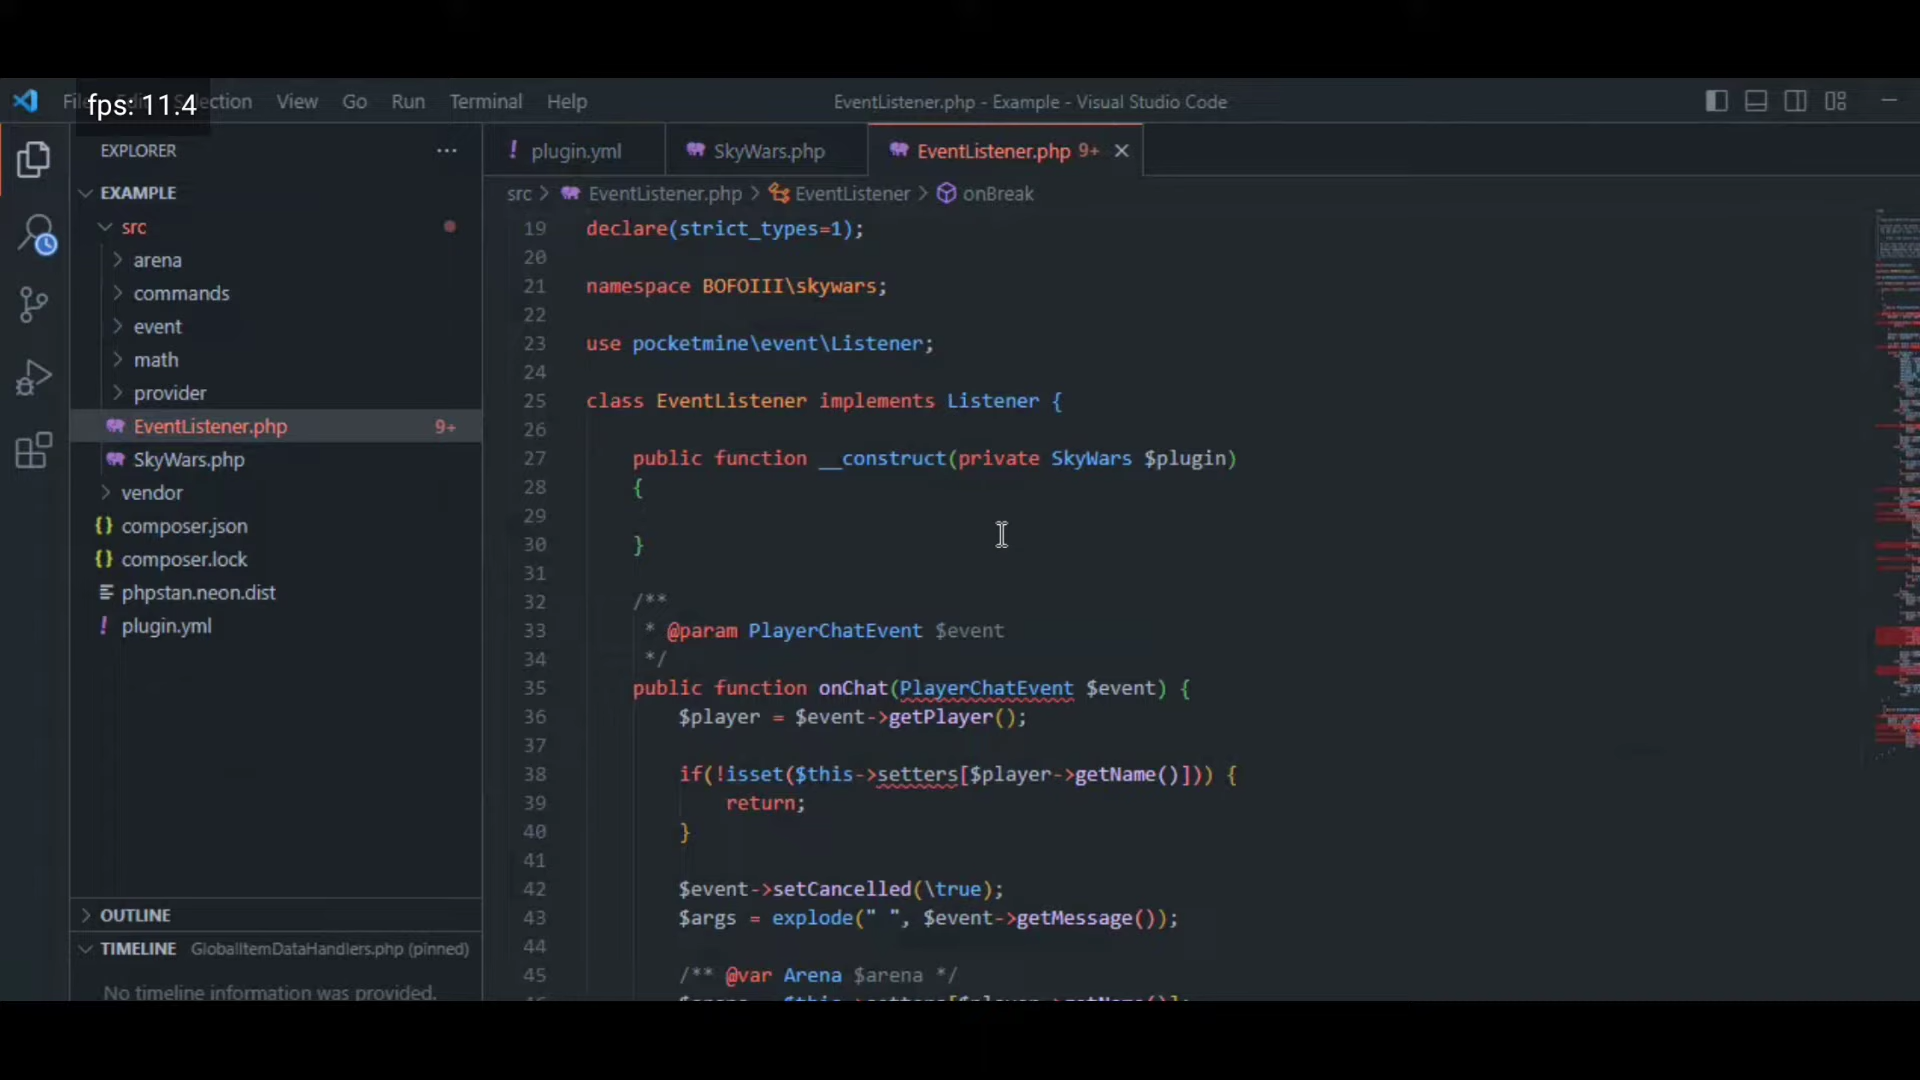 fps: 11.4
Selection View Go Run Terminal Help
EventListener.php - Example - Visual Studio Code
EXPLORER
EXAMPLE
src
arena
commands
event
math
provider
EventListener.php 9+
SkyWars.php
vendor
composer.json
composer.lock
phpstan.neon.dist
plugin.yml
OUTLINE
TIMELINE GlobalItemDataHandlers.php (pinned)
No timeline information was provided.
plugin.yml SkyWars.php EventListener.php 9+
src > EventListener.php > EventListener > onBreak
19 declare(strict_types=1);
20
21 namespace BOFOIII\skywars;
22
23 use pocketmine\event\Listener;
24
25 class EventListener implements Listener {
26
27 public function __construct(private SkyWars $plugin)
28 {
29
30 }
31
32 /**
33 * @param PlayerChatEvent $event
34 */
35 public function onChat(PlayerChatEvent $event) {
36 $player = $event->getPlayer();
37
38 if(!isset($this->setters[$player->getName()])) {
39 return;
40 }
41
42 $event->setCancelled(\true);
43 $args = explode(" ", $event->getMessage());
44
45 /** @var Arena $arena */